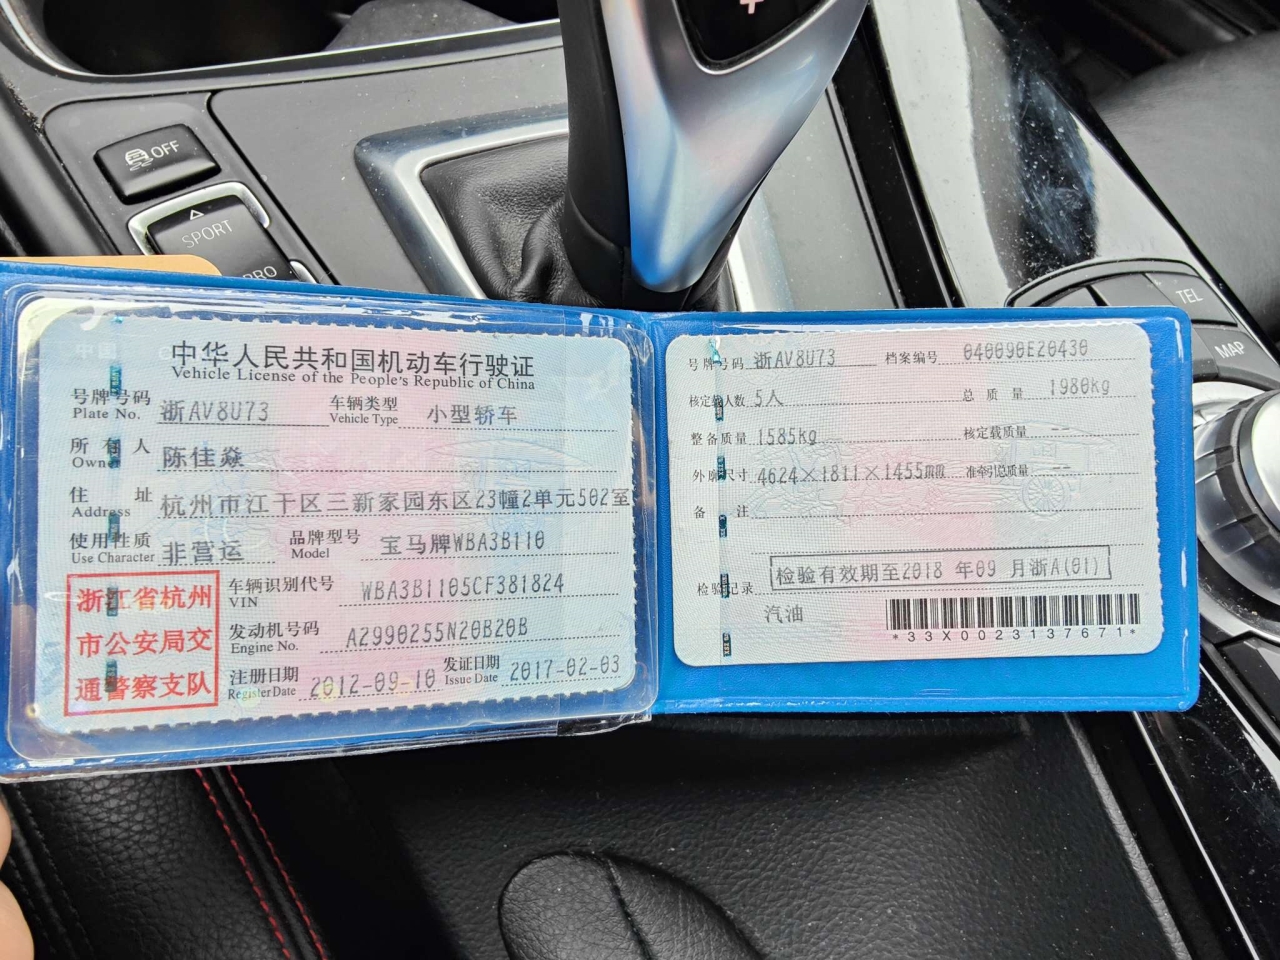 OFF
SPORT
PRO
TEL
MAP
中华人民共和国机动车行驶证
Vehicle License of the People's Republic of China
号牌号码 Plate No. 浙AV8U73 车辆类型 Vehicle Type 小型轿车
所有人 Owner 陈佳焱
住址 Address 杭州市江干区三新家园东区23幢2单元502室
使用性质 Use Character 非营运 品牌型号 Model 宝马牌WBA3B110
浙江省杭州
市公安局交
通警察支队
车辆识别代号 VIN WBA3B1105CF381824
发动机号码 Engine No. A2990255N20B20B
注册日期 Register Date 2012-09-10 发证日期 Issue Date 2017-02-03
号牌号码 浙AV8U73 档案编号 040090E20430
核定载人数 5人 总质量 1980kg
整备质量 1585kg 核定载质量 --
外廓尺寸 4624×1811×1455 准牵引总质量 --
备注
检验有效期至2018 年09 月浙A(01)
检验记录
汽油
*33X0023137671*